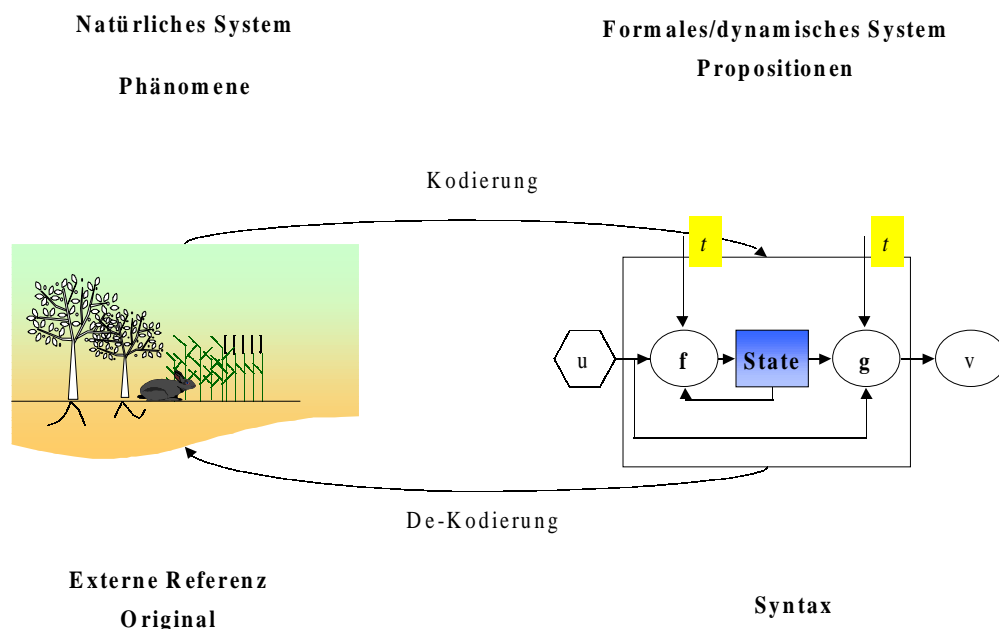 Natürliches System
Phänomene
Formales/dynamisches System
Propositionen
Kodierung
t
t
u
f
State
g
v
De-Kodierung
Externe Referenz
Original
Syntax